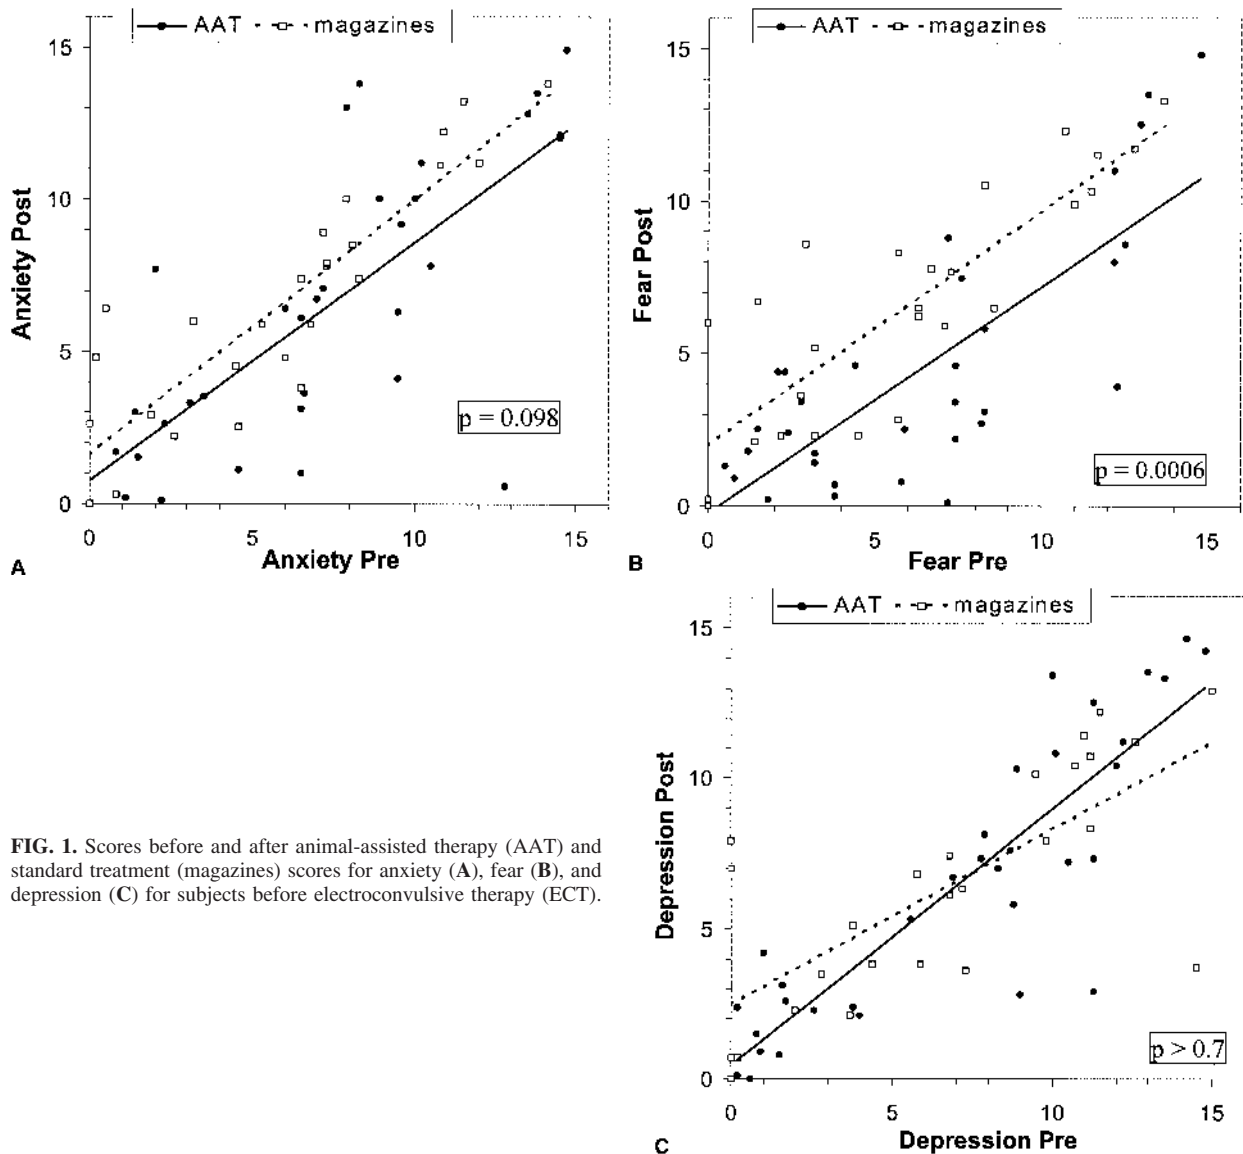 AAT magazines
15
10
5
0
Anxiety Post
p = 0.098
0 5 10 15
Anxiety Pre
A
AAT magazines
15
10
5
0
Fear Post
p = 0.0006
0 5 10 15
Fear Pre
B
AAT magazines
15
10
5
0
Depression Post
p > 0.7
0 5 10 15
Depression Pre
C
FIG. 1. Scores before and after animal-assisted therapy (AAT) and
standard treatment (magazines) scores for anxiety (A), fear (B), and
depression (C) for subjects before electroconvulsive therapy (ECT).